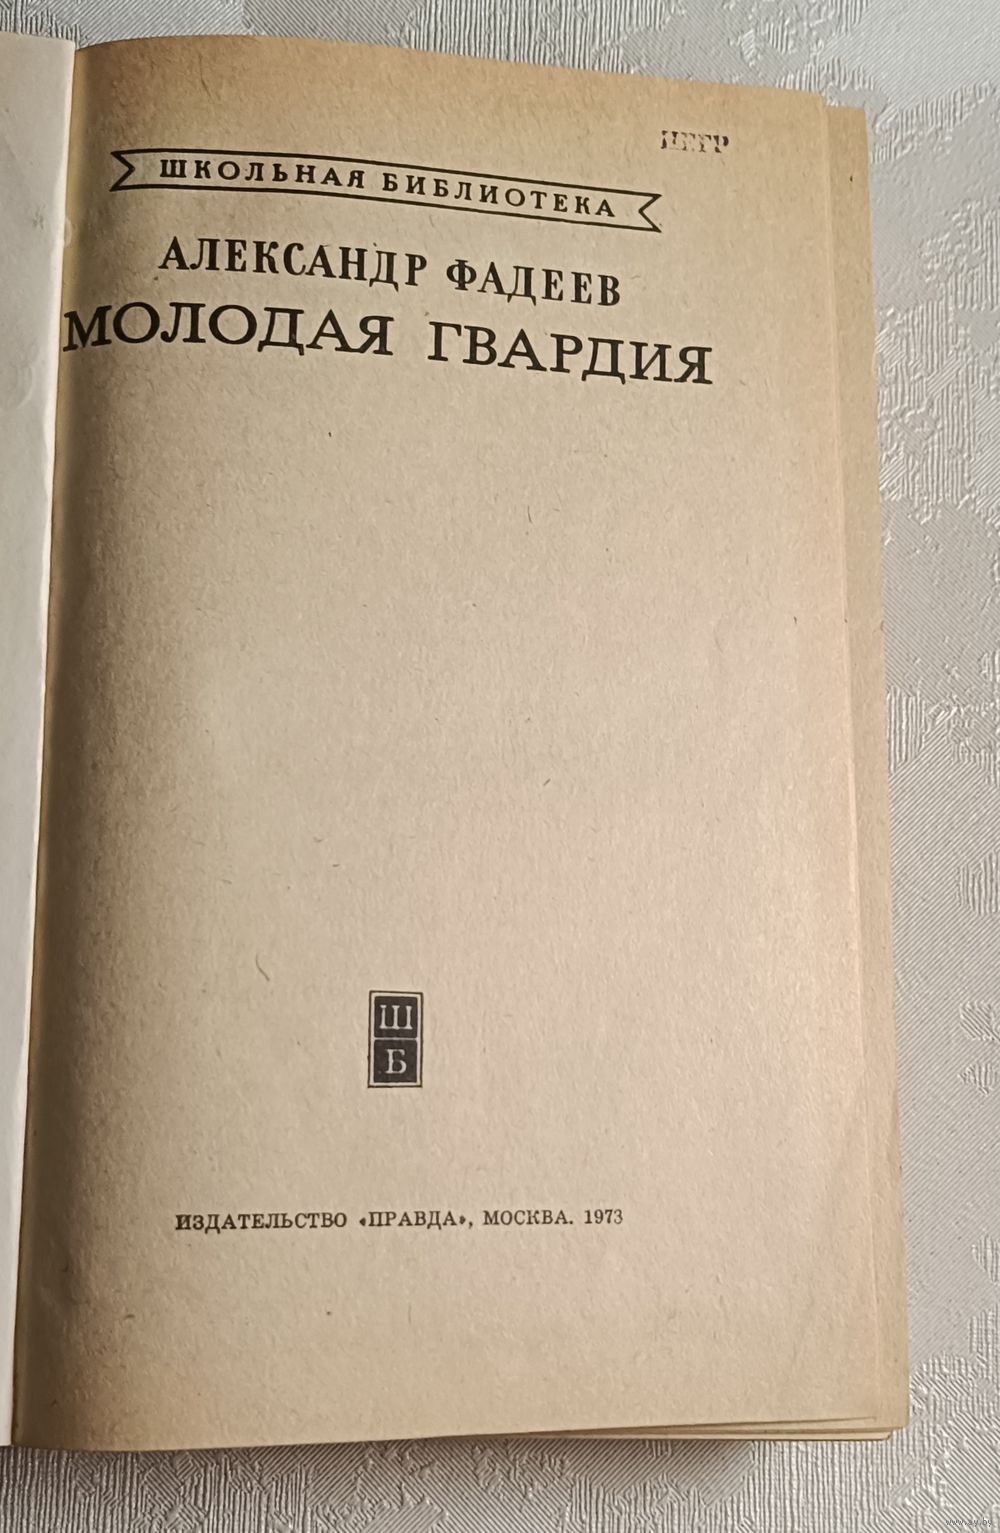 ШКОЛЬНАЯ БИБЛИОТЕКА
АЛЕКСАНДР ФАДЕЕВ
МОЛОДАЯ ГВАРДИЯ
Ш
Б
ИЗДАТЕЛЬСТВО «ПРАВДА», МОСКВА. 1973